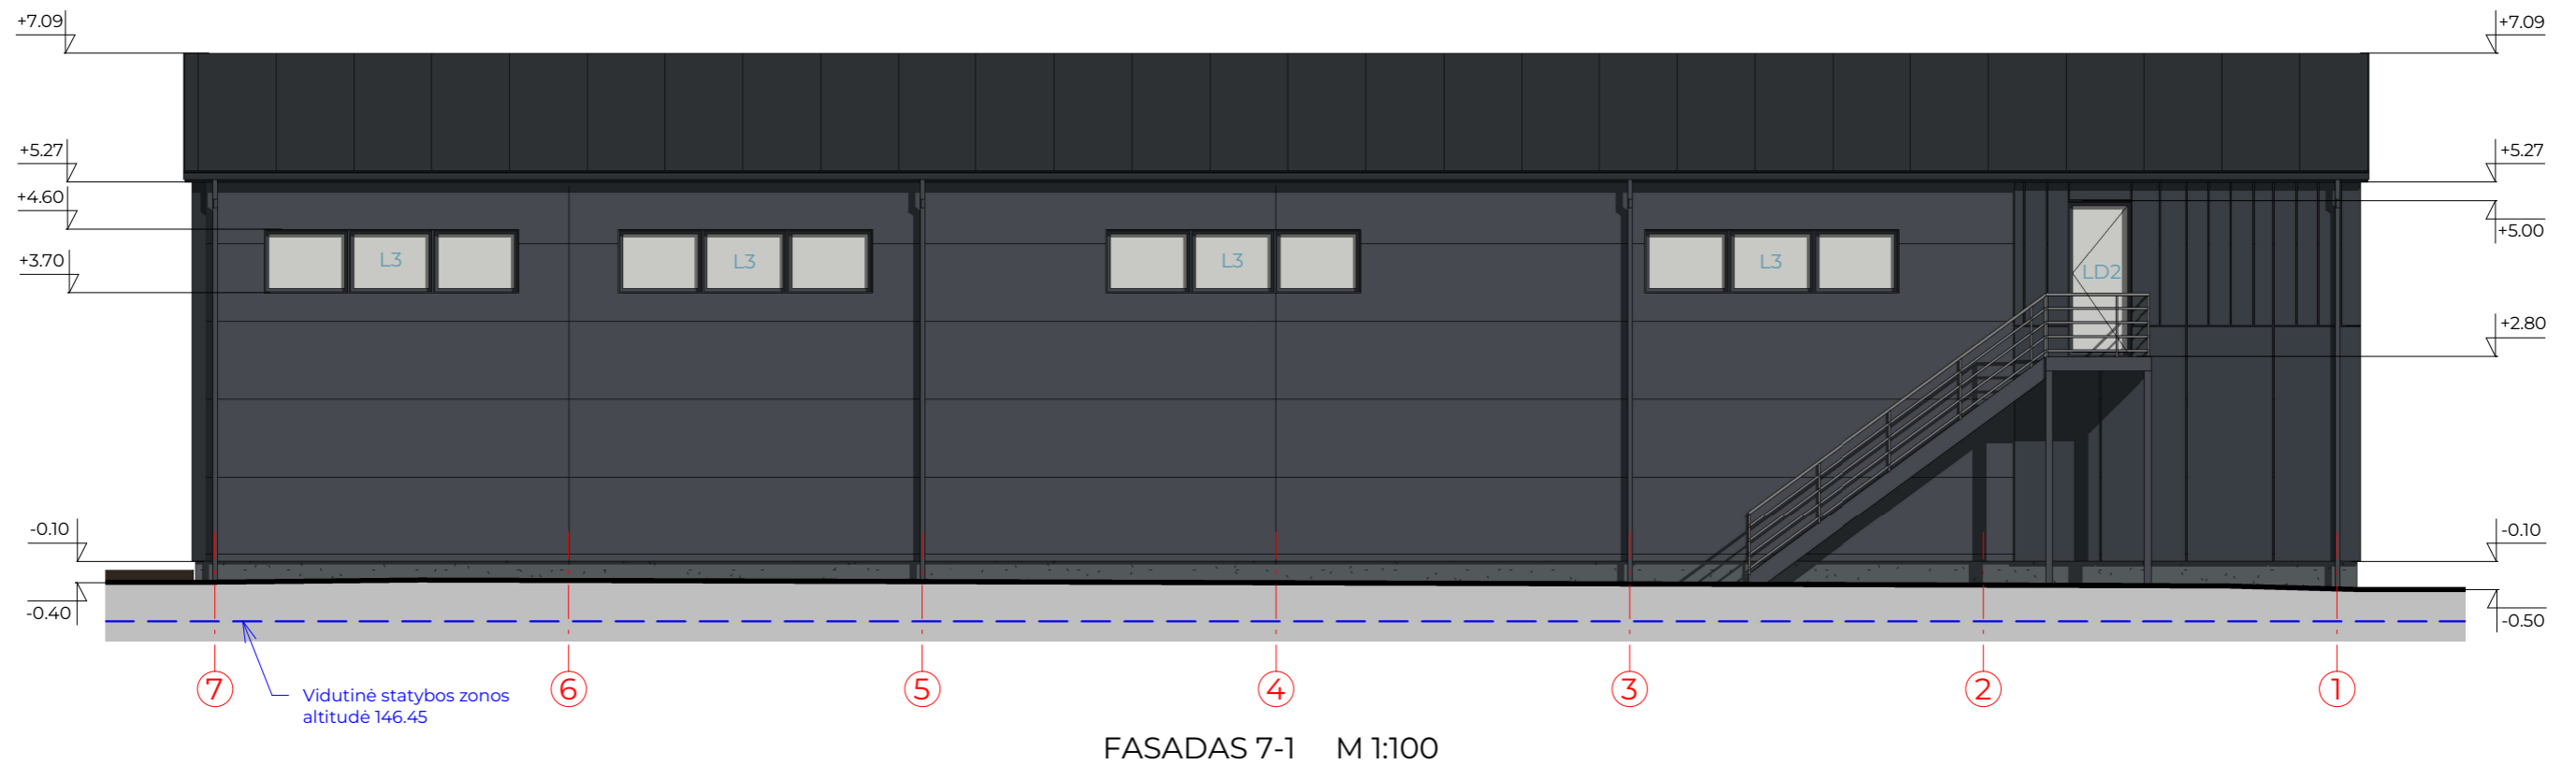 +7.09
+7.09
+5.27
+5.27
+4.60
+5.00
+3.70
L3
L3
L3
L3
LD2
+2.80
-0.10
-0.10
-0.40
-0.50
7
6
5
4
3
2
1
Vidutinė statybos zonos
altitudė 146.45
FASADAS 7-1 M 1:100